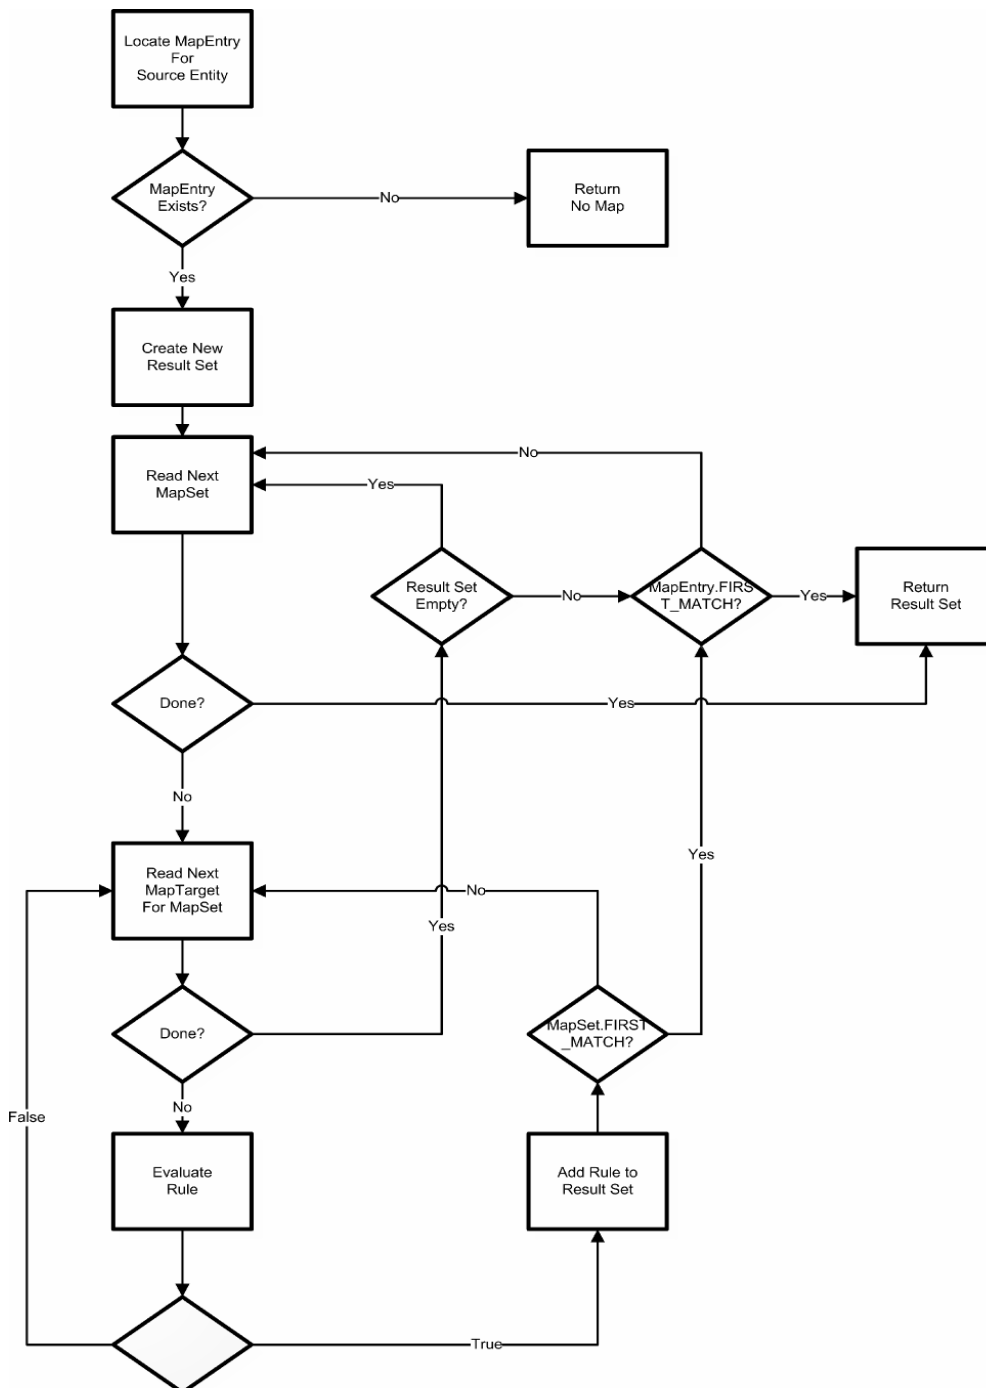 Locate MapEntry
For
Source Entity
MapEntry
Exists?
No
Return
No Map
Yes
Create New
Result Set
Read Next
MapSet
No
Yes
Result Set
Empty?
No
MapEntry.FIRS
T_MATCH?
Yes
Return
Result Set
Done?
Yes
No
Yes
Read Next
MapTarget
For MapSet
No
Yes
Done?
MapSet.FIRST
_MATCH?
No
False
Evaluate
Rule
Add Rule to
Result Set
True